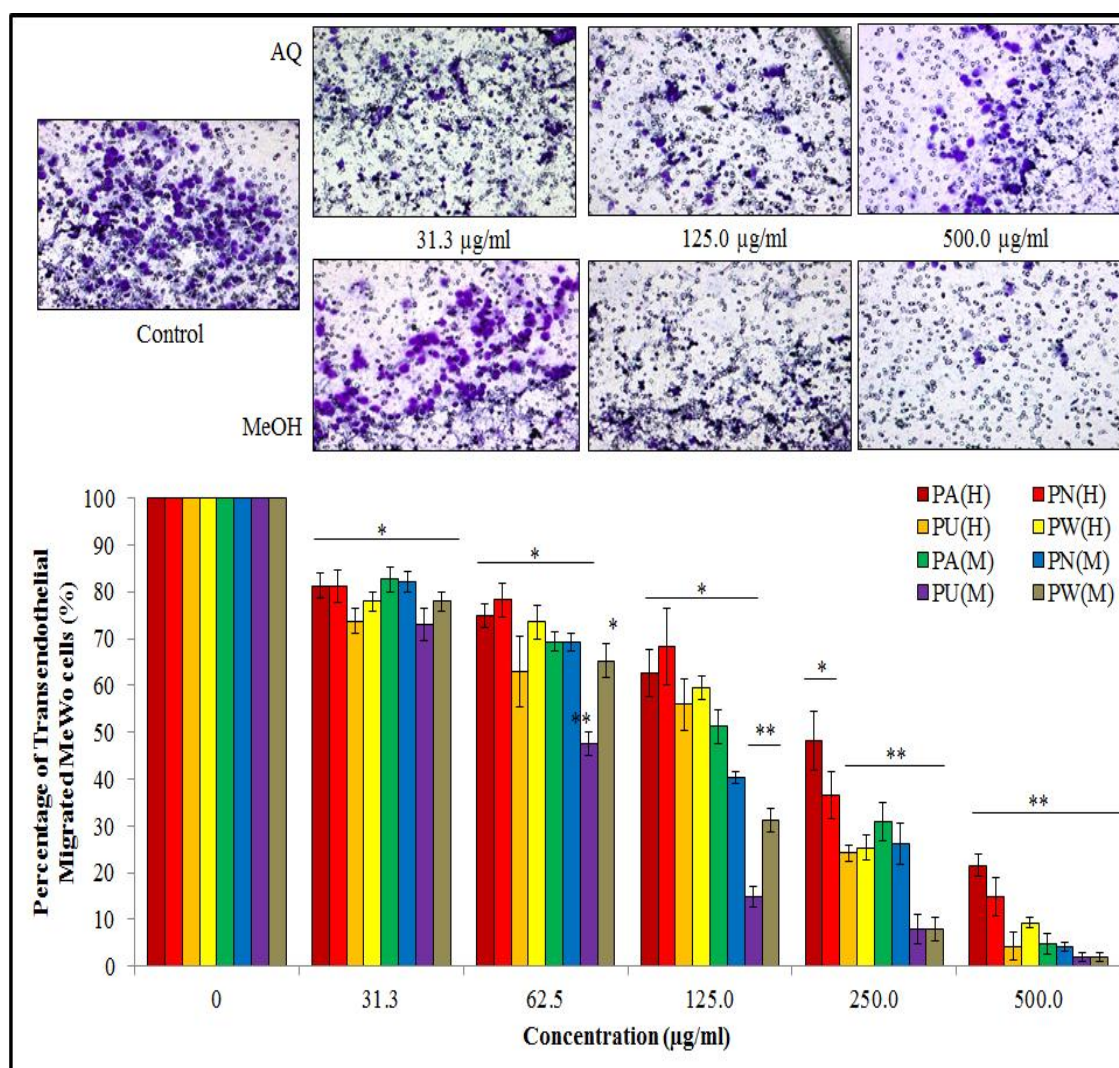 AQ
31.3 µg/ml
125.0 µg/ml
500.0 µg/ml
Control
MeOH
Percentage of Transendothelial
Migrated MeWo cells (%)
100
90
80
70
60
50
40
30
20
10
0
PA(H)
PN(H)
PU(H)
PW(H)
PA(M)
PN(M)
PU(M)
PW(M)
*
*
**
*
*
**
*
**
**
0
31.3
62.5
125.0
250.0
500.0
Concentration (µg/ml)